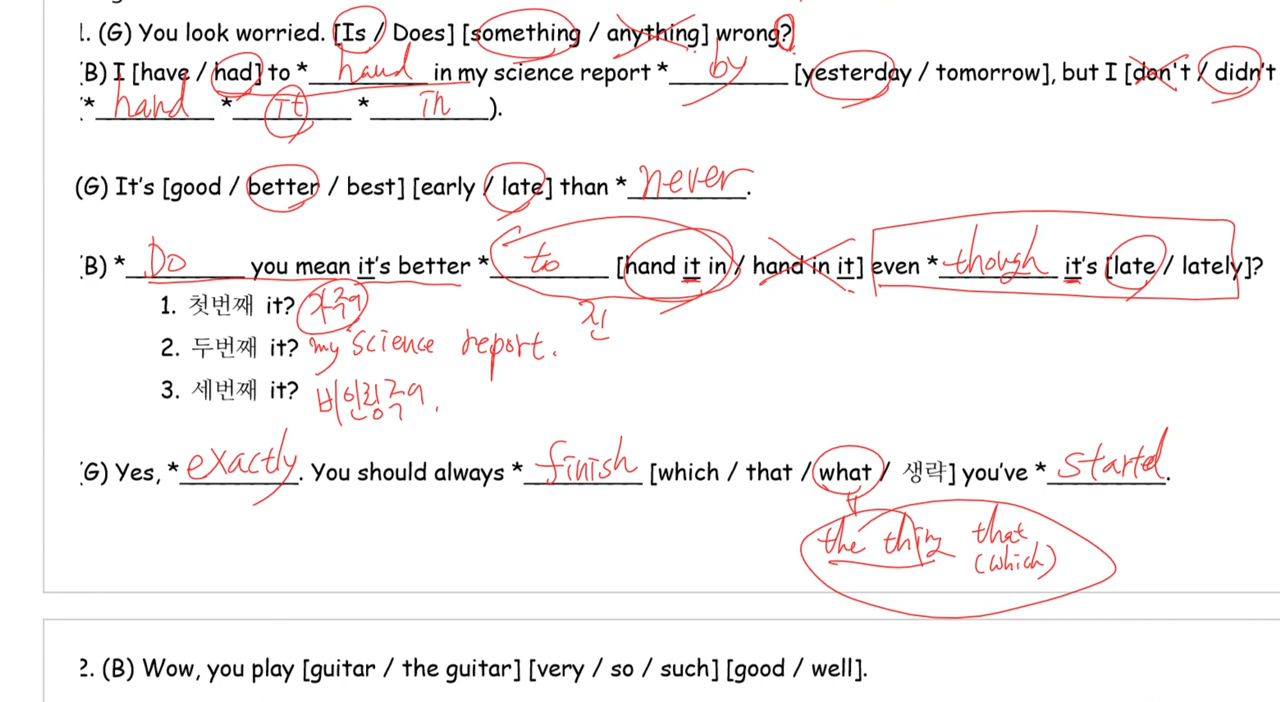 1. (G) You look worried. [Is / Does] [something / anything] wrong?
(B) I [have / had] to * hand in my science report * by [yesterday / tomorrow], but I [don't / didn't
* hand * it * in ).
(G) It's [good / better / best] [early / late] than * never.
(B) * Do you mean it's better * to [hand it in / hand in it] even * though it's [late / lately]?
진
1. 첫번째 it? 가주어
2. 두번째 it? my science report.
3. 세번째 it? 비인칭주어.
(G) Yes, * exactly. You should always * finish [which / that / what / 생략] you've * started.
the thing that
(which)
2. (B) Wow, you play [guitar / the guitar] [very / so / such] [good / well].